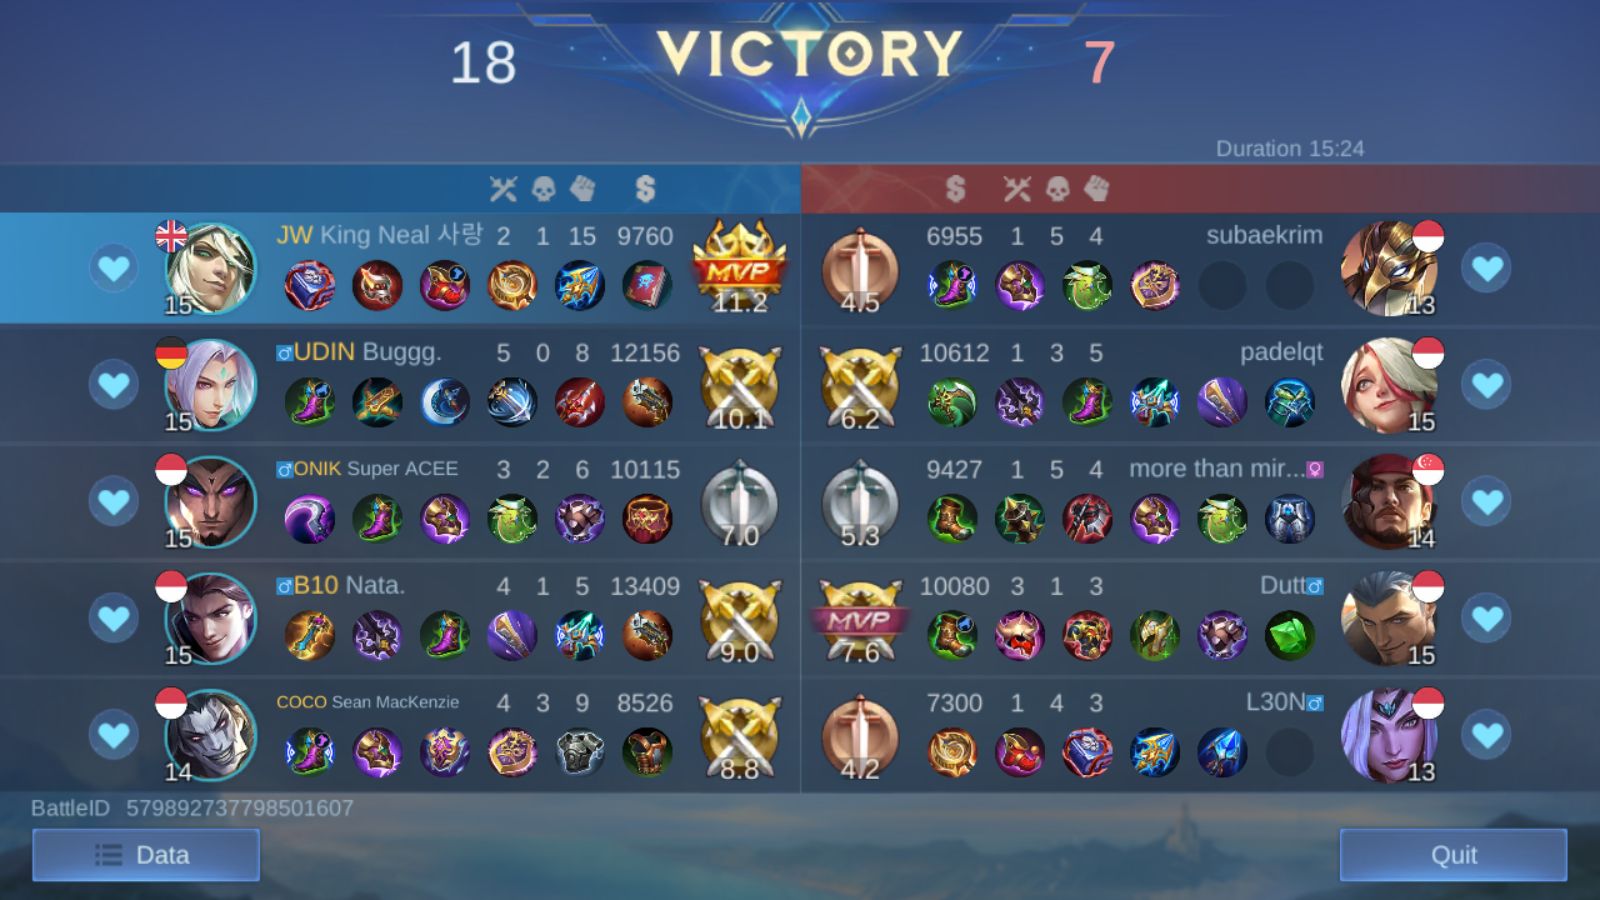 18 VICTORY 7
Duration 15:24
JW King Neal 사랑 2 1 15 9760 MVP 11.2 15
4.5 6955 1 5 4 subaekrim 13
UDIN Buggg. 5 0 8 12156 10.1 15
6.2 10612 1 3 5 padelqt 15
ONIK Super ACEE 3 2 6 10115 7.0 15
5.3 9427 1 5 4 more than mir... 14
B10 Nata. 4 1 5 13409 9.0 15
MVP 7.6 10080 3 1 3 Dutt 15
COCO Sean MacKenzie 4 3 9 8526 8.8 14
4.2 7300 1 4 3 L30N 13
BattleID 579892737798501607
Data
Quit